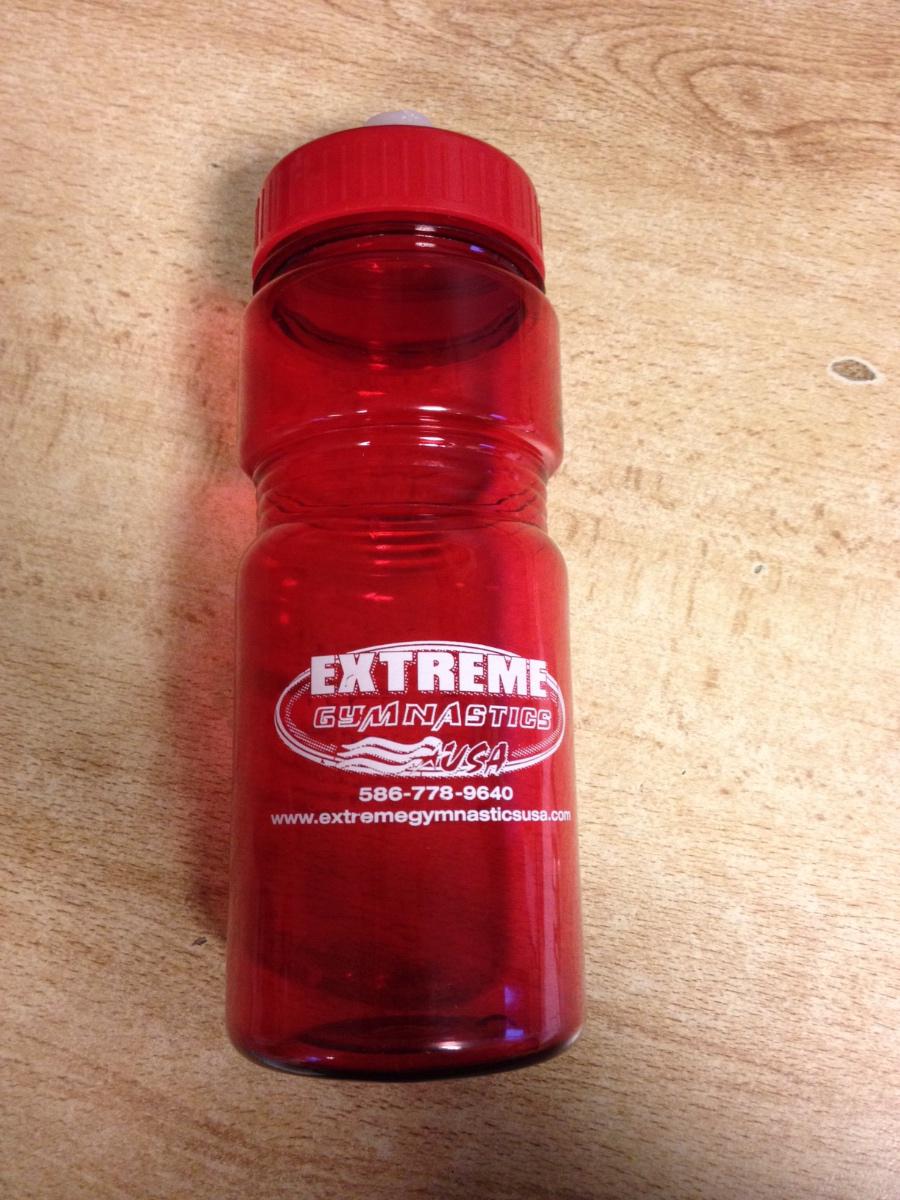 EXTREME
GYMNASTICS
USA
586-778-9640
www.extremegymnasticsusa.com